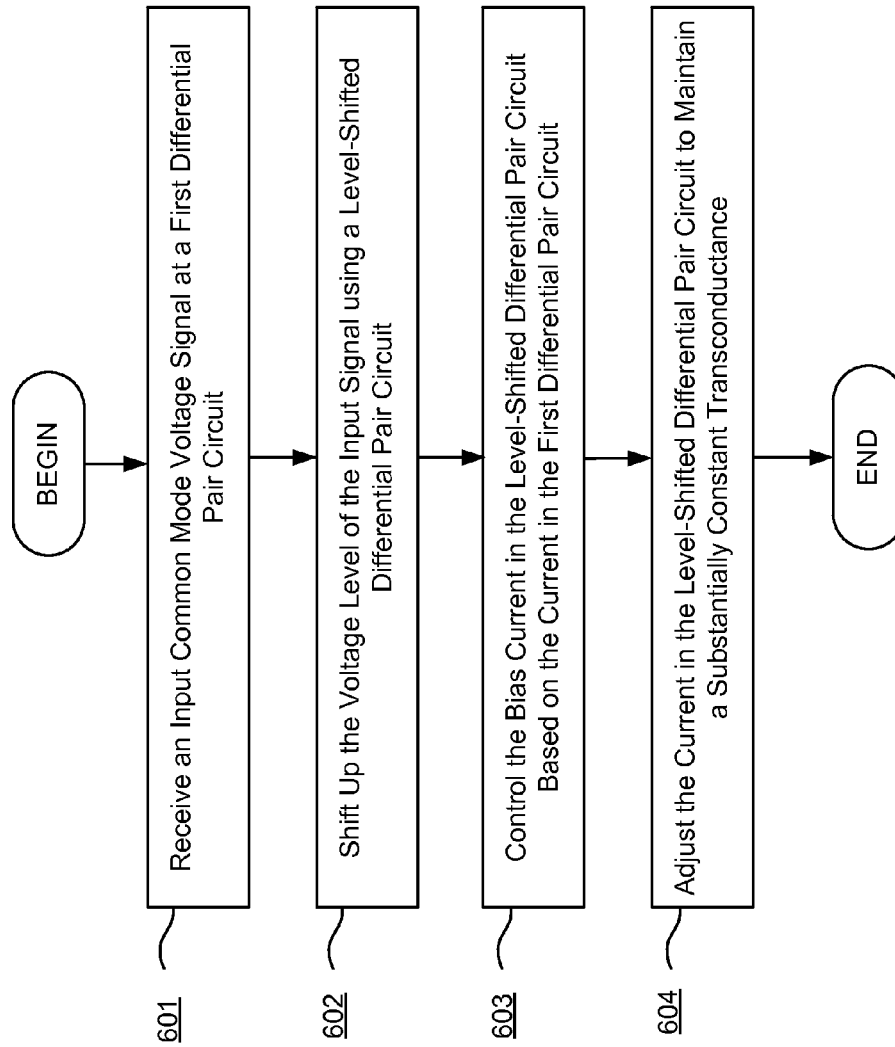 BEGIN
601
Receive an Input Common Mode Voltage Signal at a First Differential
Pair Circuit
602
Shift Up the Voltage Level of the Input Signal using a Level-Shifted
Differential Pair Circuit
603
Control the Bias Current in the Level-Shifted Differential Pair Circuit
Based on the Current in the First Differential Pair Circuit
604
Adjust the Current in the Level-Shifted Differential Pair Circuit to Maintain
a Substantially Constant Transconductance
END